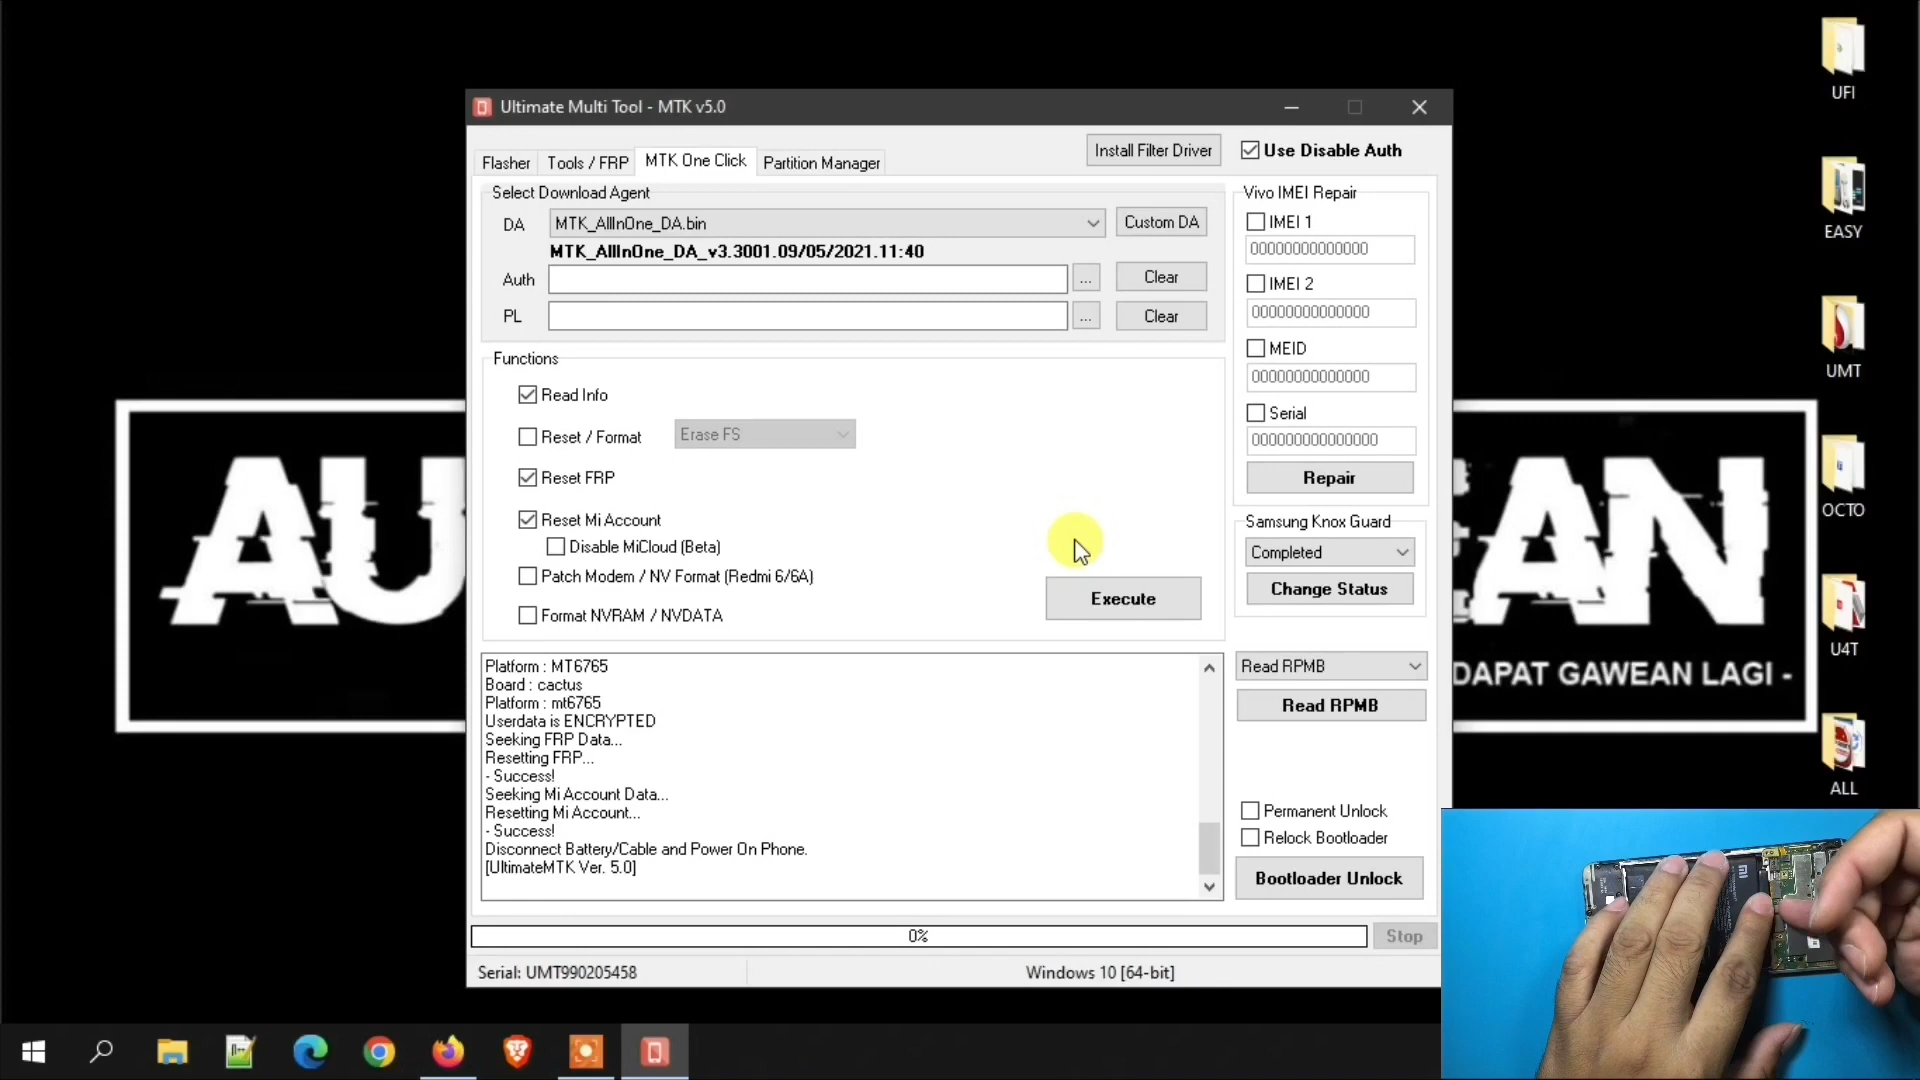 Ultimate Multi Tool - MTK v5.0
Flasher
Tools / FRP
MTK One Click
Partition Manager
Install Filter Driver
Use Disable Auth
Select Download Agent
DA
MTK_AllInOne_DA.bin
Custom DA
MTK_AllInOne_DA_v3.3001.09/05/2021.11:40
Auth
...
Clear
PL
...
Clear
Functions
Read Info
Reset / Format
Erase FS
Reset FRP
Reset Mi Account
Disable MiCloud (Beta)
Patch Modem / NV Format (Redmi 6/6A)
Format NVRAM / NVDATA
Execute
Vivo IMEI Repair
IMEI 1
00000000000000
IMEI 2
00000000000000
MEID
00000000000000
Serial
000000000000000
Repair
Samsung Knox Guard
Completed
Change Status
Platform : MT6765
Board : cactus
Platform : mt6765
Userdata is ENCRYPTED
Seeking FRP Data...
Resetting FRP...
- Success!
Seeking Mi Account Data...
Resetting Mi Account...
- Success!
Disconnect Battery/Cable and Power On Phone.
[UltimateMTK Ver. 5.0]
Read RPMB
Read RPMB
Permanent Unlock
Relock Bootloader
Bootloader Unlock
0%
Stop
Serial: UMT990205458
Windows 10 [64-bit]
AU
AN
DAPAT GAWEAN LAGI -
UFI
EASY
UMT
OCTO
U4T
ALL